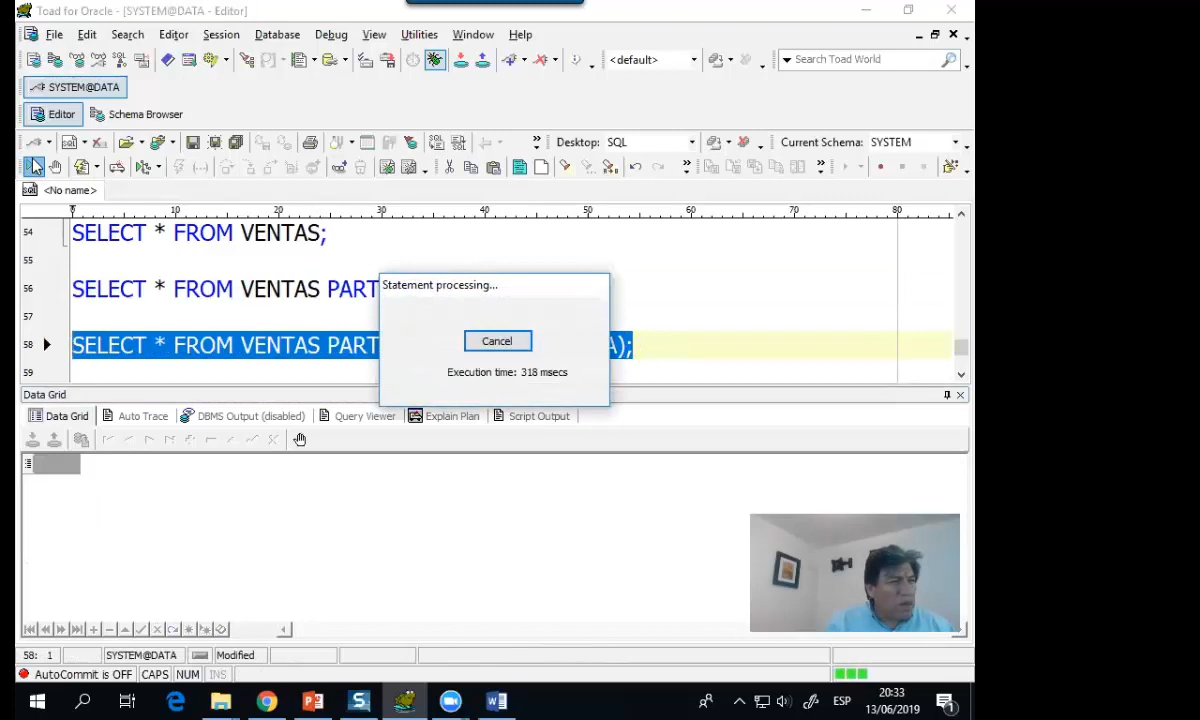 Toad for Oracle - [SYSTEM@DATA - Editor]
File Edit Search Editor Session Database Debug View Utilities Window Help
<default> Search Toad World
SYSTEM@DATA
Editor Schema Browser
Desktop: SQL Current Schema: SYSTEM
<No name>
10 20 30 40 50 60 70 80
54 SELECT * FROM VENTAS;
55
56 SELECT * FROM VENTAS PART
57
58 SELECT * FROM VENTAS PART A);
59
Statement processing...
Cancel
Execution time: 318 msecs
Data Grid
Data Grid Auto Trace DBMS Output (disabled) Query Viewer Explain Plan Script Output
58: 1 SYSTEM@DATA Modified
AutoCommit is OFF CAPS NUM INS
ESP 20:33
13/06/2019 1